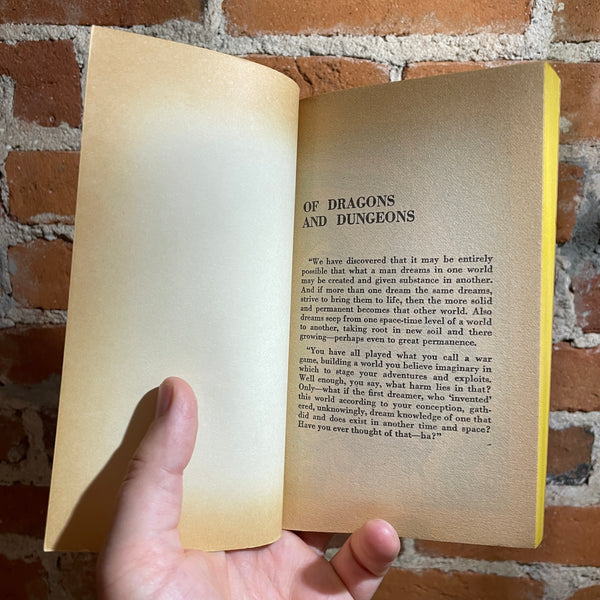 OF DRAGONS
AND DUNGEONS
"We have discovered that it may be entirely
possible that what a man dreams in one world
may be created and given substance in another.
And if more than one dream the same dreams,
strive to bring them to life, then the more solid
and permanent becomes that other world. Also
dreams seep from one space-time level of a world
to another, taking root in new soil and there
growing—perhaps even to great permanence.
"You have all played what you call a war
game, building a world you believe imaginary in
which to stage your adventures and exploits.
Well enough, you say, what harm lies in that?
Only—what if the first dreamer, who 'invented'
this world according to your conception, gath-
ered, unknowingly, dream knowledge of one that
did and does exist in another time and space?
Have you ever thought of that—ha?"